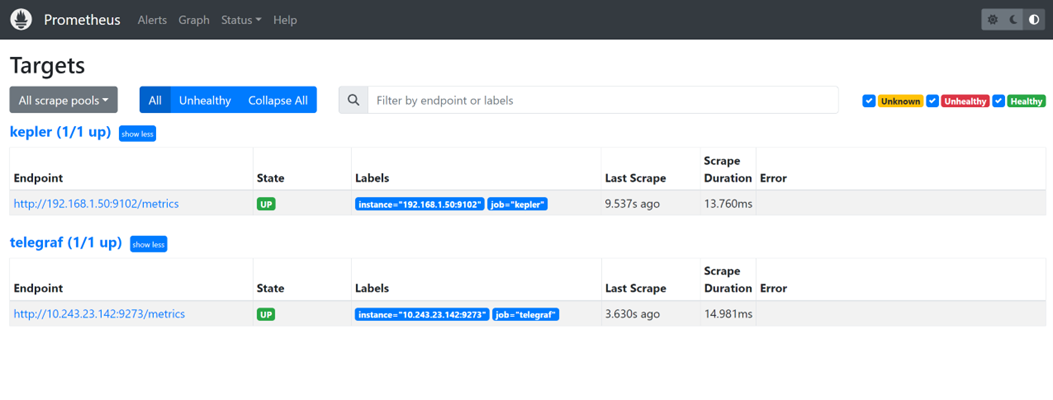 Prometheus Alerts Graph Status Help
Targets
All scrape pools All Unhealthy Collapse All Filter by endpoint or labels Unknown Unhealthy Healthy
kepler (1/1 up) show less
Endpoint State Labels Last Scrape Scrape Duration Error
http://192.168.1.50:9102/metrics UP instance="192.168.1.50:9102" job="kepler" 9.537s ago 13.760ms
telegraf (1/1 up) show less
Endpoint State Labels Last Scrape Scrape Duration Error
http://10.243.23.142:9273/metrics UP instance="10.243.23.142:9273" job="telegraf" 3.630s ago 14.981ms